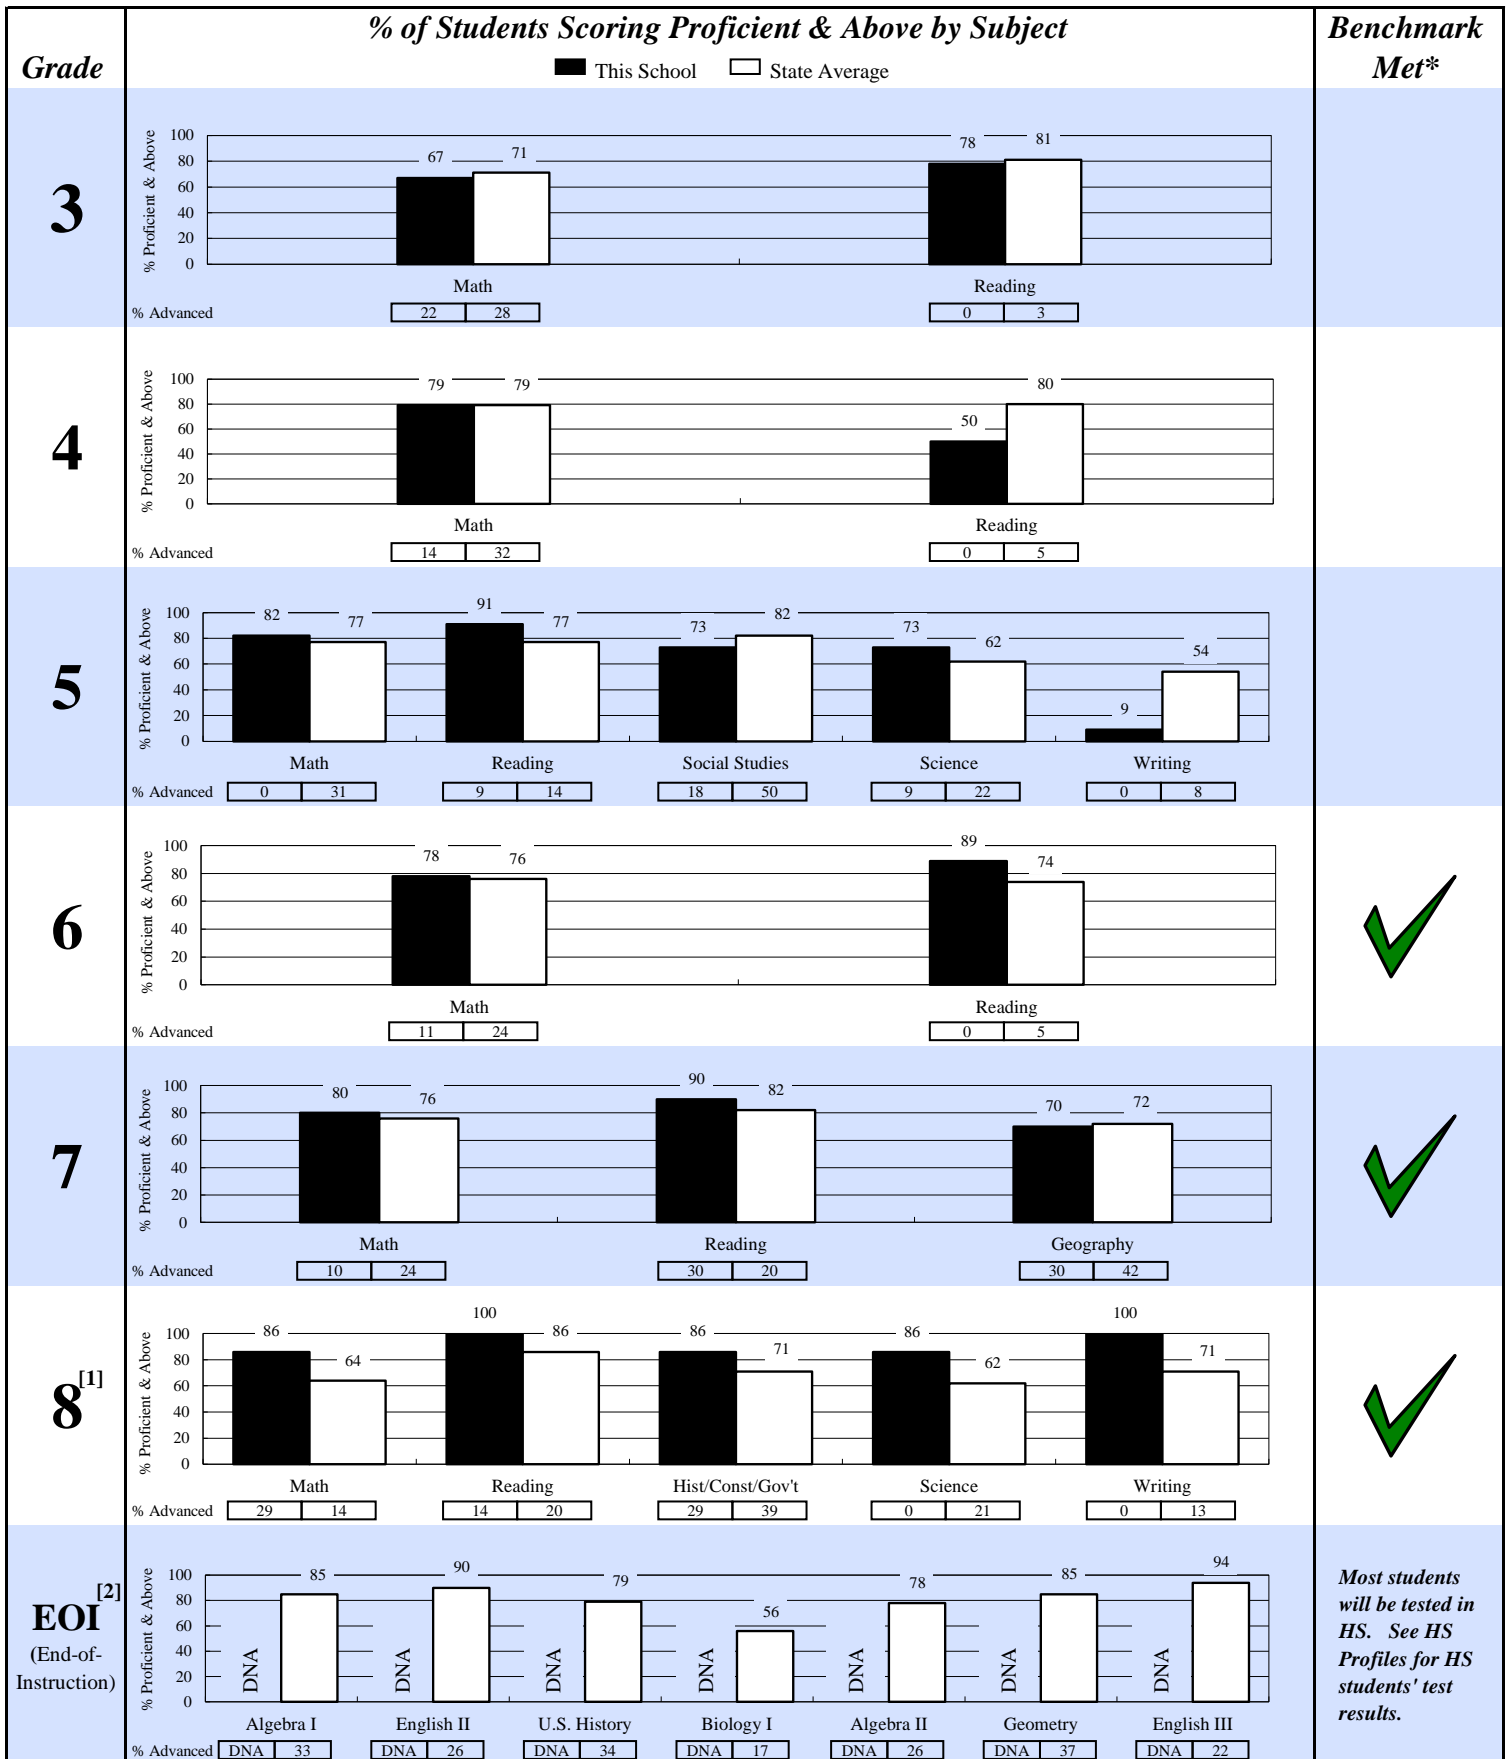 Grade
% of Students Scoring Proficient & Above by Subject
This School State Average
Benchmark
Met*
3
% Proficient & Above
100
80
60
40
20
0
67 71 78 81
Math Reading
% Advanced 22 28 0 3
4
% Proficient & Above
100
80
60
40
20
0
79 79 50 80
Math Reading
% Advanced 14 32 0 5
5
% Proficient & Above
100
80
60
40
20
0
82 77 91 77 73 82 73 62 9 54
Math Reading Social Studies Science Writing
% Advanced 0 31 9 14 18 50 9 22 0 8
6
% Proficient & Above
100
80
60
40
20
0
78 76 89 74
Math Reading
% Advanced 11 24 0 5
7
% Proficient & Above
100
80
60
40
20
0
80 76 90 82 70 72
Math Reading Geography
% Advanced 10 24 30 20 30 42
8[1]
% Proficient & Above
100
80
60
40
20
0
86 64 100 86 86 71 86 62 100 71
Math Reading Hist/Const/Gov't Science Writing
% Advanced 29 14 14 20 29 39 0 21 0 13
EOI[2]
(End-of-
Instruction)
% Proficient & Above
100
80
60
40
20
0
DNA 85 DNA 90 DNA 79 DNA 56 DNA 78 DNA 85 DNA 94
Algebra I English II U.S. History Biology I Algebra II Geometry English III
% Advanced DNA 33 DNA 26 DNA 34 DNA 17 DNA 26 DNA 37 DNA 22
Most students
will be tested in
HS. See HS
Profiles for HS
students' test
results.